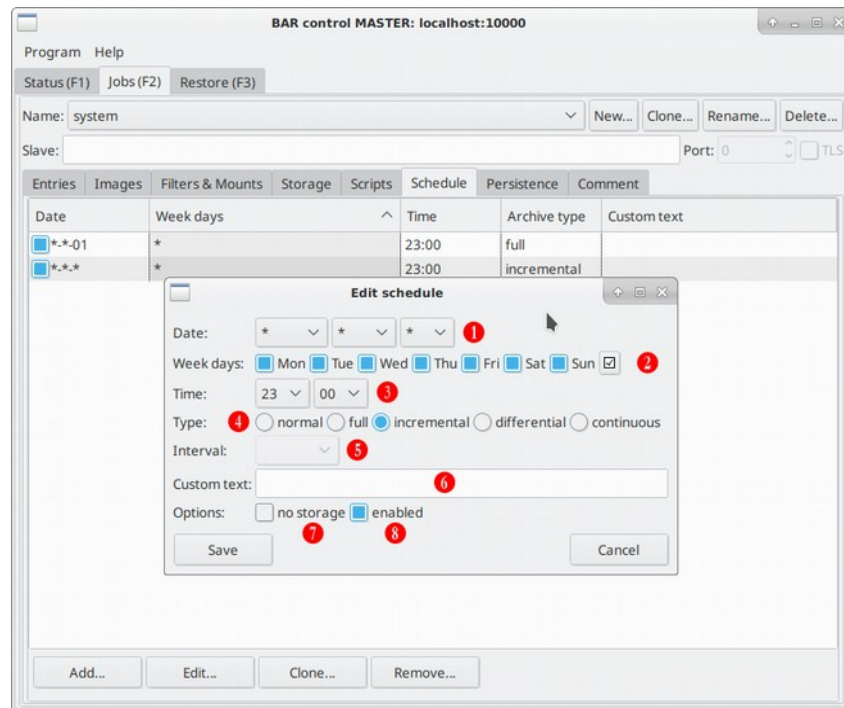 BAR control MASTER: localhost:10000
Program Help
Status (F1) Jobs (F2) Restore (F3)
Name: system New... Clone... Rename... Delete...
Slave: Port: 0 TLS
Entries Images Filters & Mounts Storage Scripts Schedule Persistence Comment
Date Week days Time Archive type Custom text
*-*-01 * 23:00 full
*-*-* * 23:00 incremental
Edit schedule
Date: * * * 1
Week days: Mon Tue Wed Thu Fri Sat Sun 2
Time: 23 00 3
Type: 4 normal full incremental differential continuous
Interval: 5
Custom text: 6
Options: no storage enabled
7 8
Save Cancel
Add... Edit... Clone... Remove...